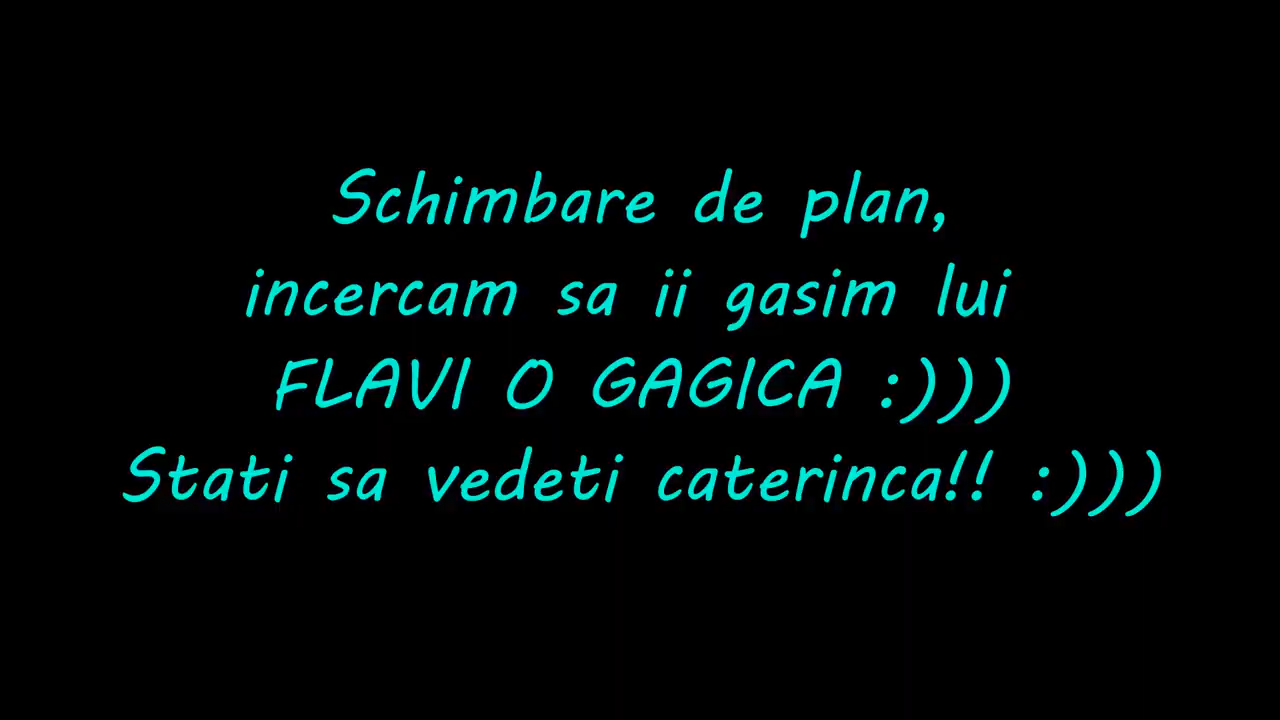 Schimbare de plan,
incercam sa ii gasim lui
FLAVI O GAGICA :)))
Stati sa vedeti caterinca!! :)))